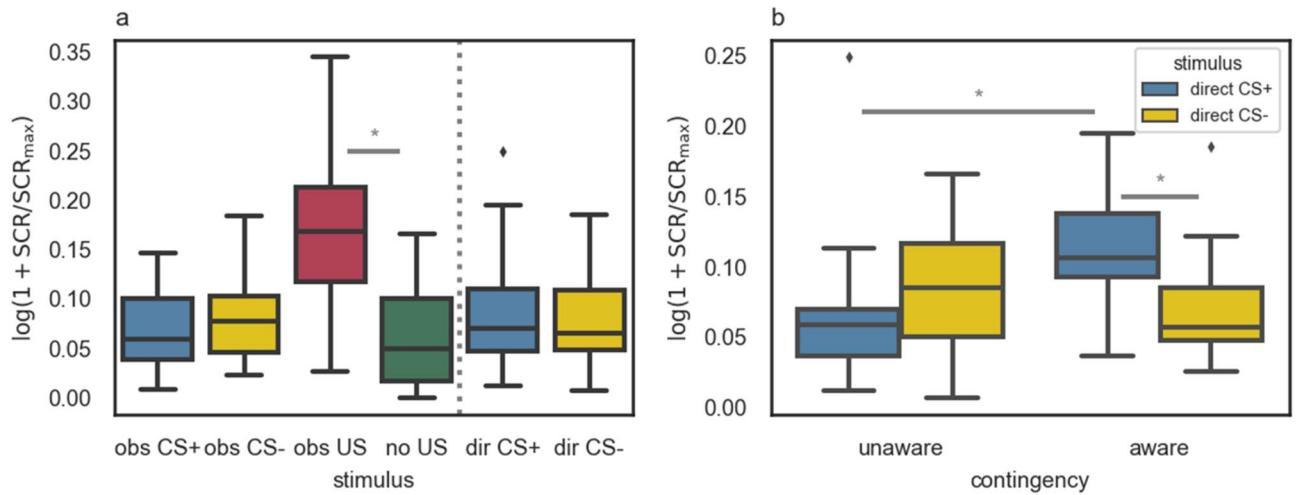 a
log(1 + SCR/SCRmax)
0.35
0.30
0.25
0.20
0.15
0.10
0.05
0.00
*
obs CS+ obs CS- obs US no US dir CS+ dir CS-
stimulus
b
log(1 + SCR/SCRmax)
0.25
0.20
0.15
0.10
0.05
0.00
stimulus
direct CS+
direct CS-
*
*
unaware aware
contingency